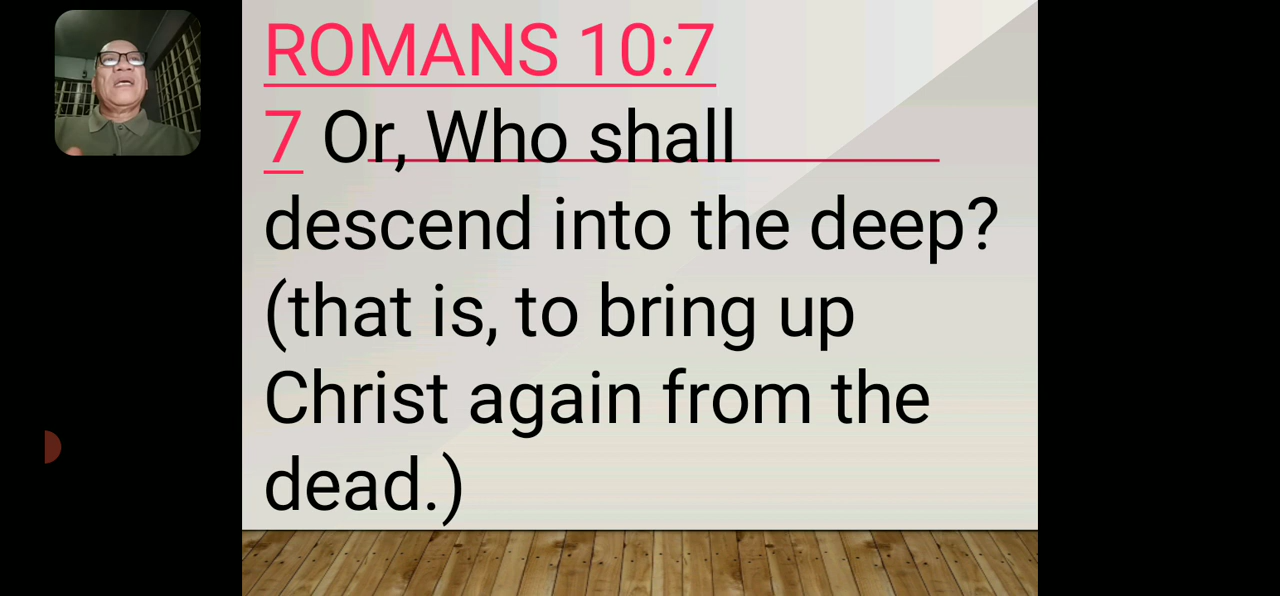 ROMANS 10:7
7 Or, Who shall
descend into the deep?
(that is, to bring up
Christ again from the
dead.)